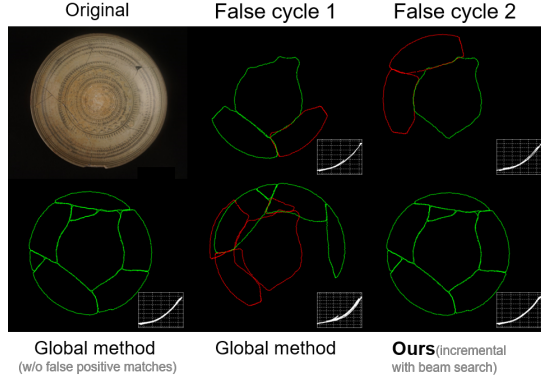 Original
False cycle 1
False cycle 2
Global method
(w/o false positive matches)
Global method
Ours(incremental
with beam search)